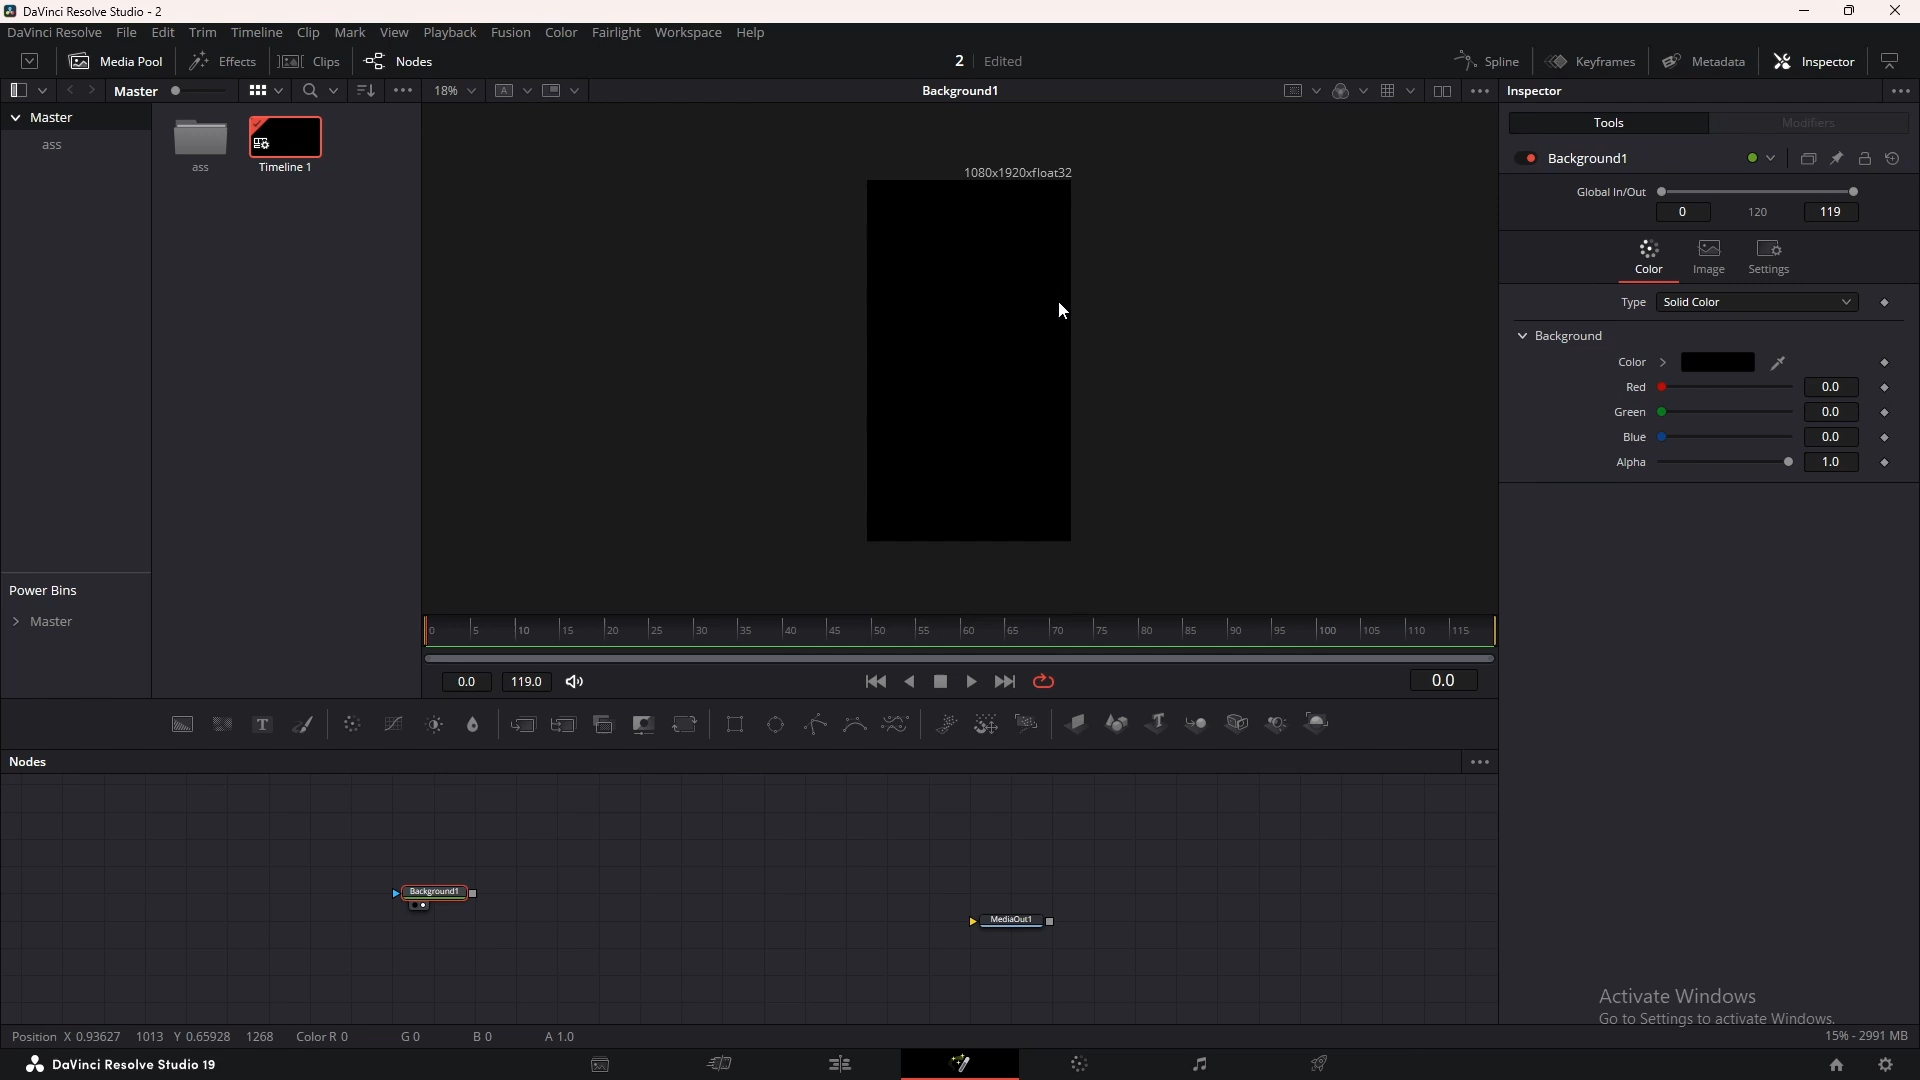 DaVinci Resolve Studio - 2
DaVinci Resolve File Edit Trim Timeline Clip Mark View Playback Fusion Color Fairlight Workspace Help
Media Pool Effects Clips Nodes 2 Edited Spline Keyframes Metadata Inspector
Master 18% A Background1 Inspector
Master
ass
ass
Timeline 1
1080x1920xfloat32
Tools Modifiers
Background1
Global In/Out
0 120 119
Color Image Settings
Type Solid Color
Background
Color
Red 0.0
Green 0.0
Blue 0.0
Alpha 1.0
Power Bins
Master
0 5 10 15 20 25 30 35 40 45 50 55 60 65 70 75 80 85 90 95 100 105 110 115
0.0 119.0 0.0
T T
Nodes
Background1
MediaOut1
Activate Windows
Go to Settings to activate Windows.
Position X 0.93627 1013 Y 0.65928 1268 Color R 0 G 0 B 0 A 1.0 15% - 2991 MB
DaVinci Resolve Studio 19